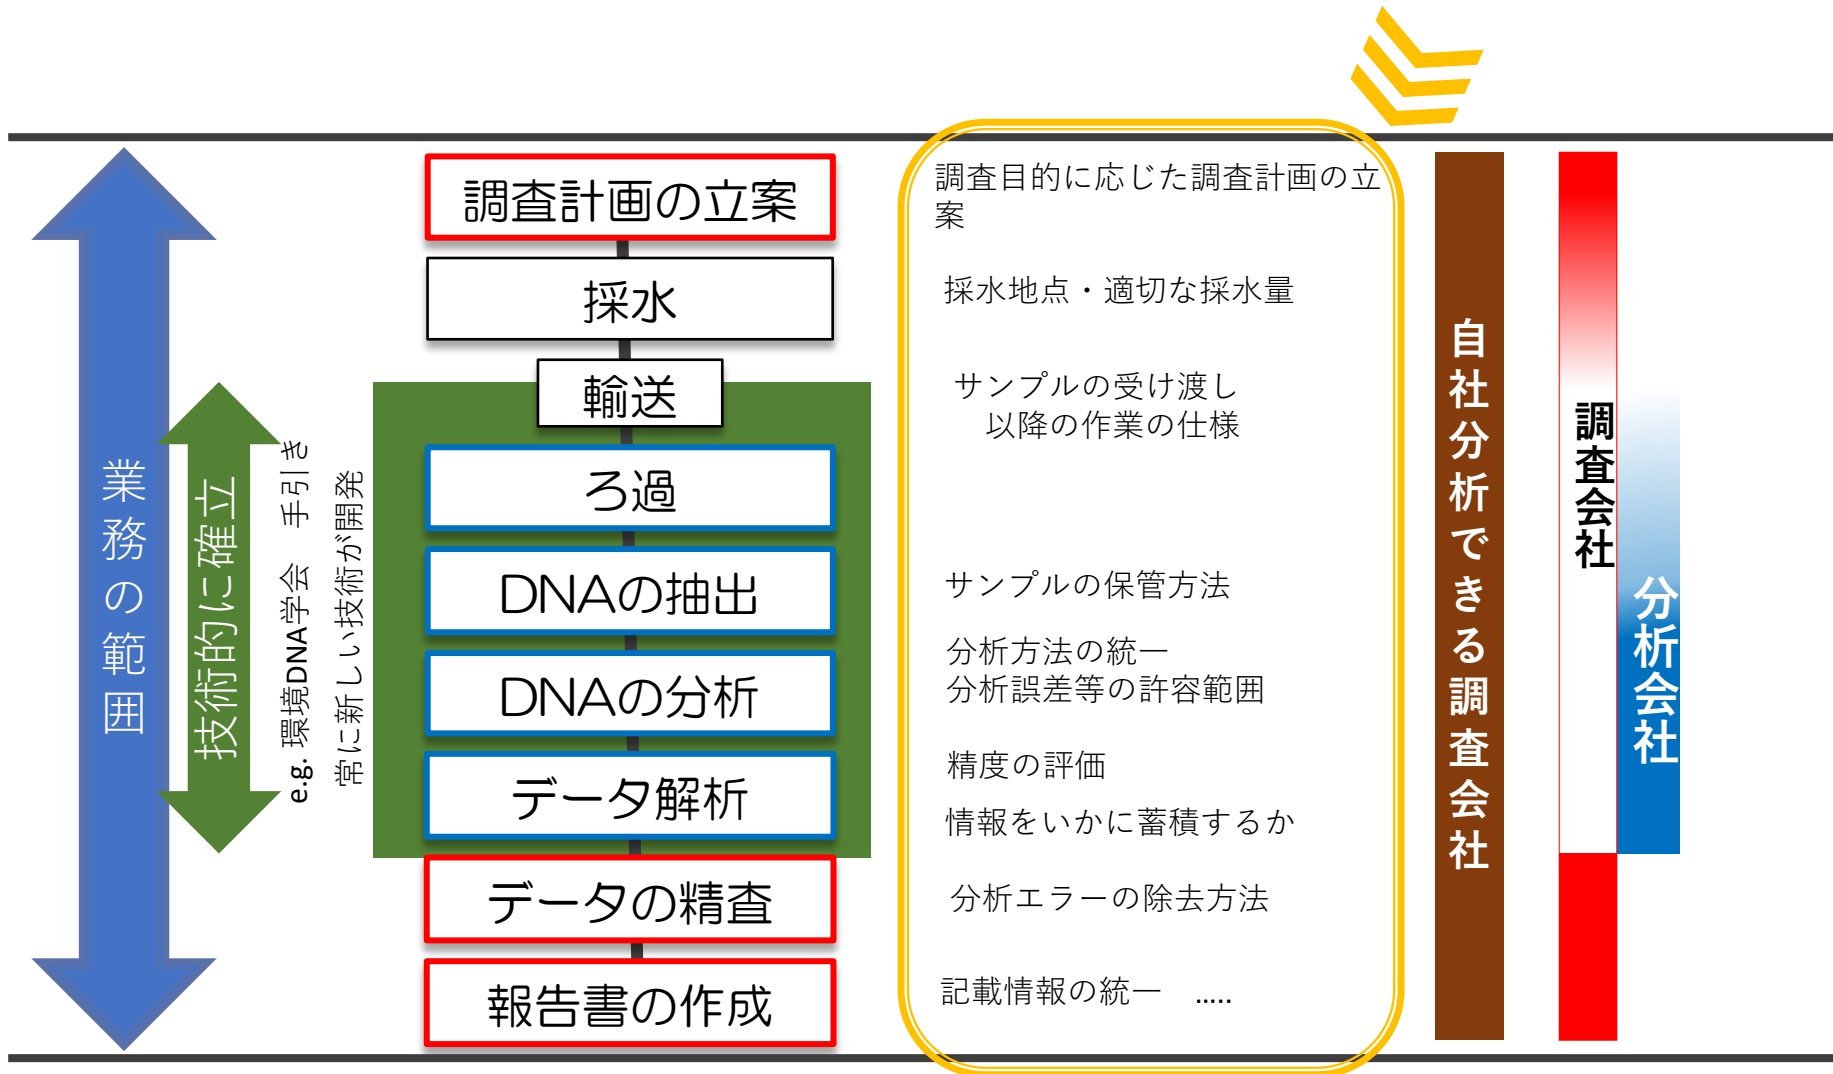 業務の範囲
技術的に確立
e.g. 環境DNA学会　手引き
常に新しい技術が開発
調査計画の立案
採水
輸送
ろ過
DNAの抽出
DNAの分析
データ解析
データの精査
報告書の作成
調査目的に応じた調査計画の立
案
採水地点・適切な採水量
サンプルの受け渡し
以降の作業の仕様
サンプルの保管方法
分析方法の統一
分析誤差等の許容範囲
精度の評価
情報をいかに蓄積するか
分析エラーの除去方法
記載情報の統一　.....
自社分析できる調査会社
調査会社
分析会社